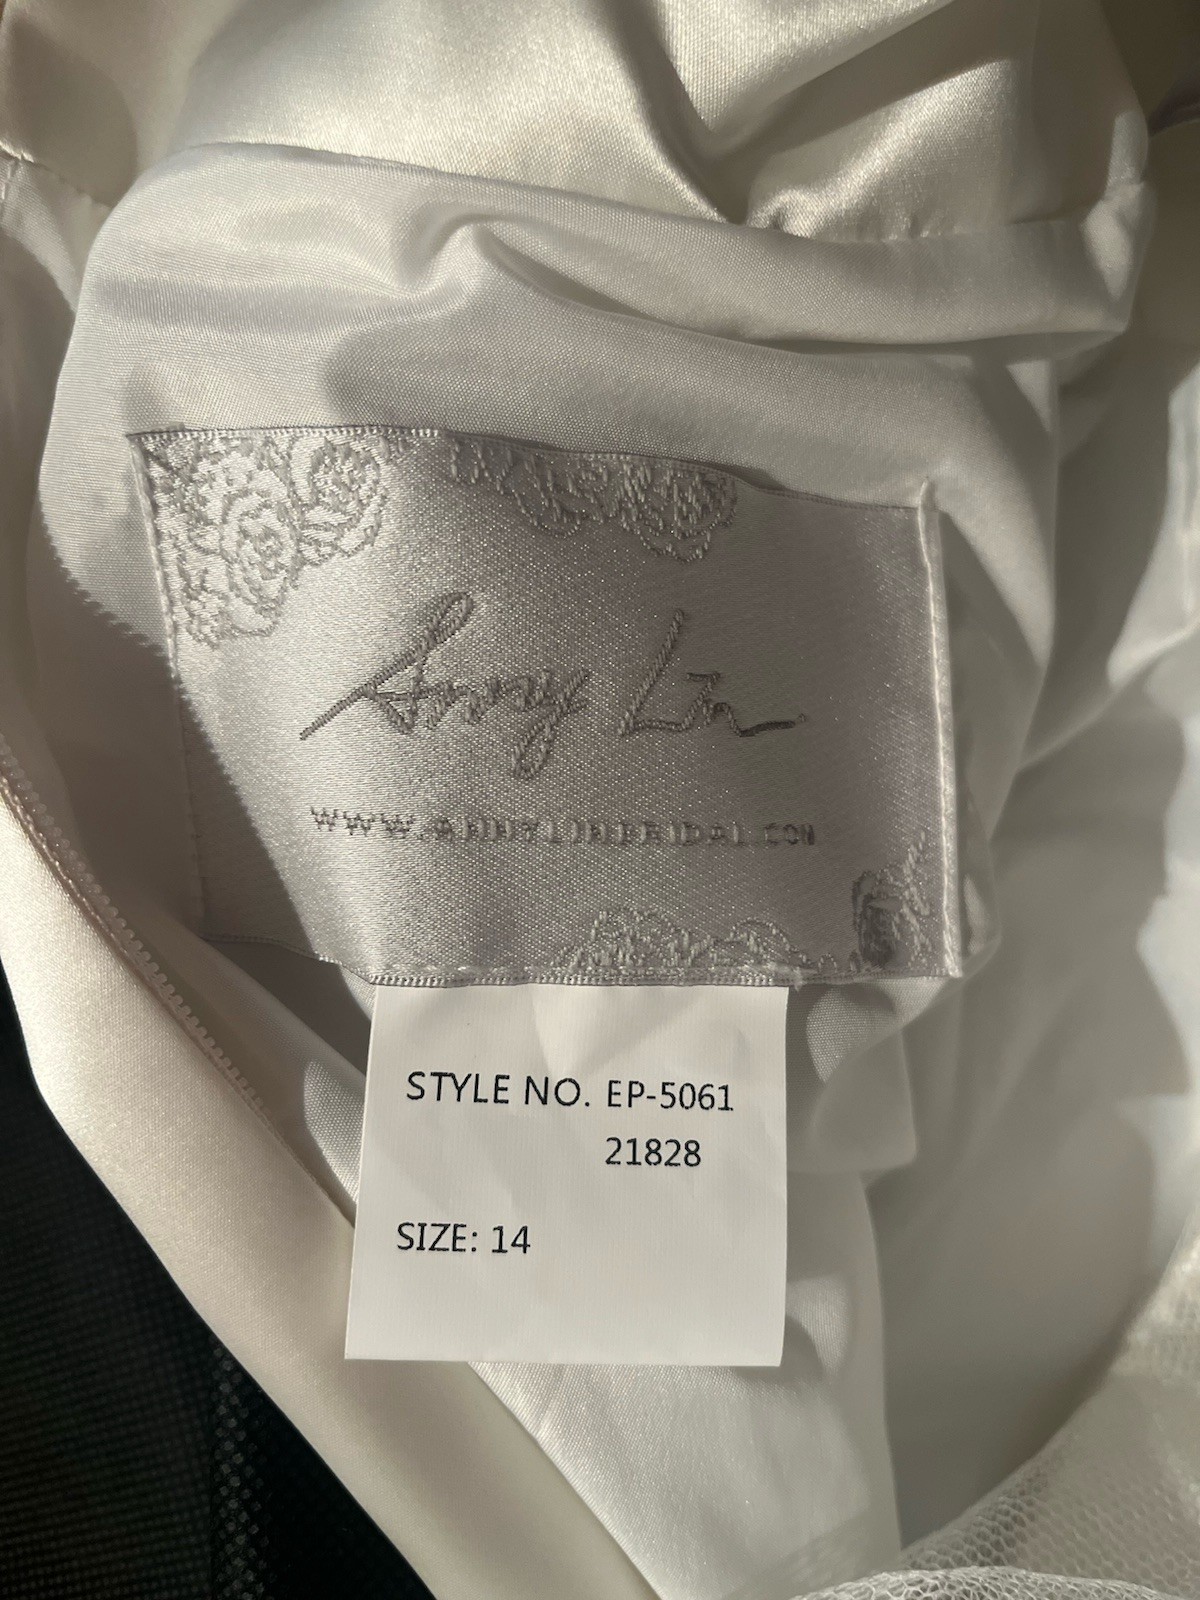 Anny Lin
WWW.ANNYLINBRIDAL.COM
STYLE NO. EP-5061
21828
SIZE: 14